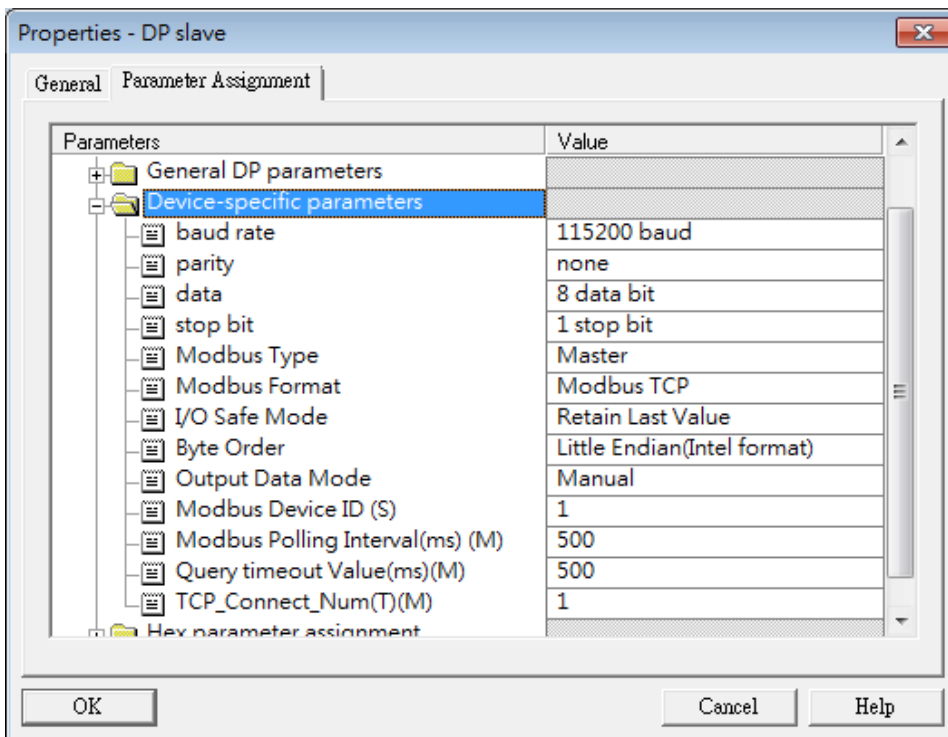 Properties - DP slave
General Parameter Assignment
Parameters Value
General DP parameters
Device-specific parameters
baud rate 115200 baud
parity none
data 8 data bit
stop bit 1 stop bit
Modbus Type Master
Modbus Format Modbus TCP
I/O Safe Mode Retain Last Value
Byte Order Little Endian(Intel format)
Output Data Mode Manual
Modbus Device ID (S) 1
Modbus Polling Interval(ms) (M) 500
Query timeout Value(ms)(M) 500
TCP_Connect_Num(T)(M) 1
Hex parameter assignment
OK Cancel Help